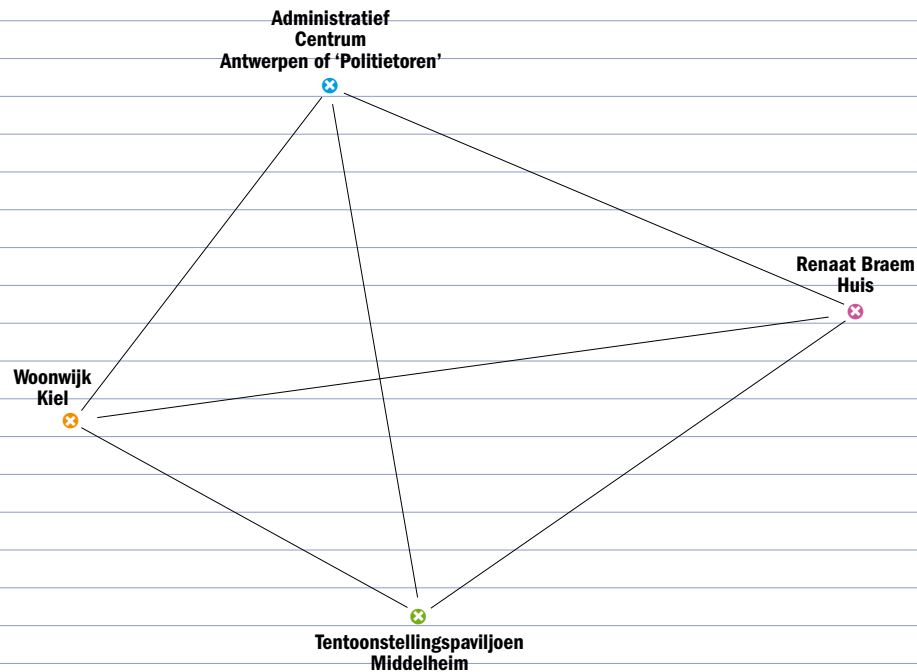 Administratief
Centrum
Antwerpen of ‘Politietoren’
Renaat Braem
Huis
Woonwijk
Kiel
Tentoonstellingspaviljoen
Middelheim